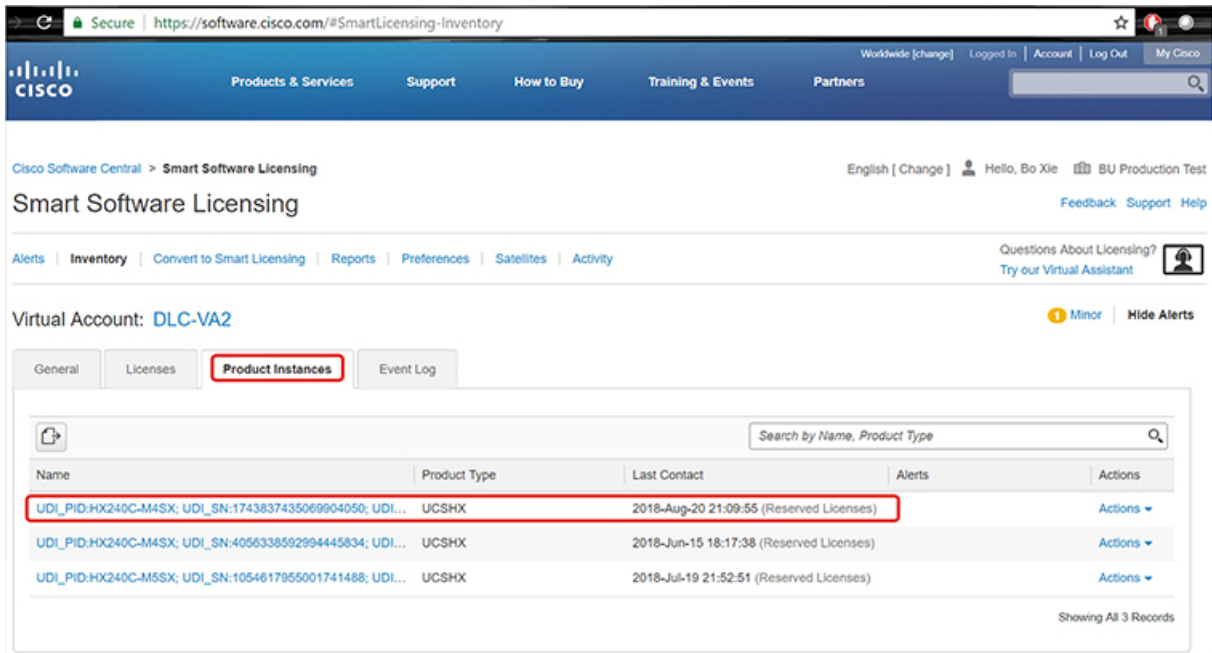 Secure | https://software.cisco.com/#SmartLicensing-Inventory
1
Worldwide [change] Logged In | Account | Log Out My Cisco
CISCO
Products & Services Support How to Buy Training & Events Partners
Cisco Software Central > Smart Software Licensing English [ Change ] Hello, Bo Xie BU Production Test
Smart Software Licensing Feedback Support Help
Alerts | Inventory | Convert to Smart Licensing | Reports | Preferences | Satellites | Activity
Questions About Licensing?
Try our Virtual Assistant
Virtual Account: DLC-VA2 1 Minor | Hide Alerts
General Licenses Product Instances Event Log
Search by Name, Product Type
Name Product Type Last Contact Alerts Actions
UDI_PID:HX240C-M4SX; UDI_SN:1743837435069904050; UDI... UCSHX 2018-Aug-20 21:09:55 (Reserved Licenses) Actions
UDI_PID:HX240C-M4SX; UDI_SN:4056338592994445834; UDI... UCSHX 2018-Jun-15 18:17:38 (Reserved Licenses) Actions
UDI_PID:HX240C-M5SX; UDI_SN:1054617955001741488; UDI... UCSHX 2018-Jul-19 21:52:51 (Reserved Licenses) Actions
Showing All 3 Records